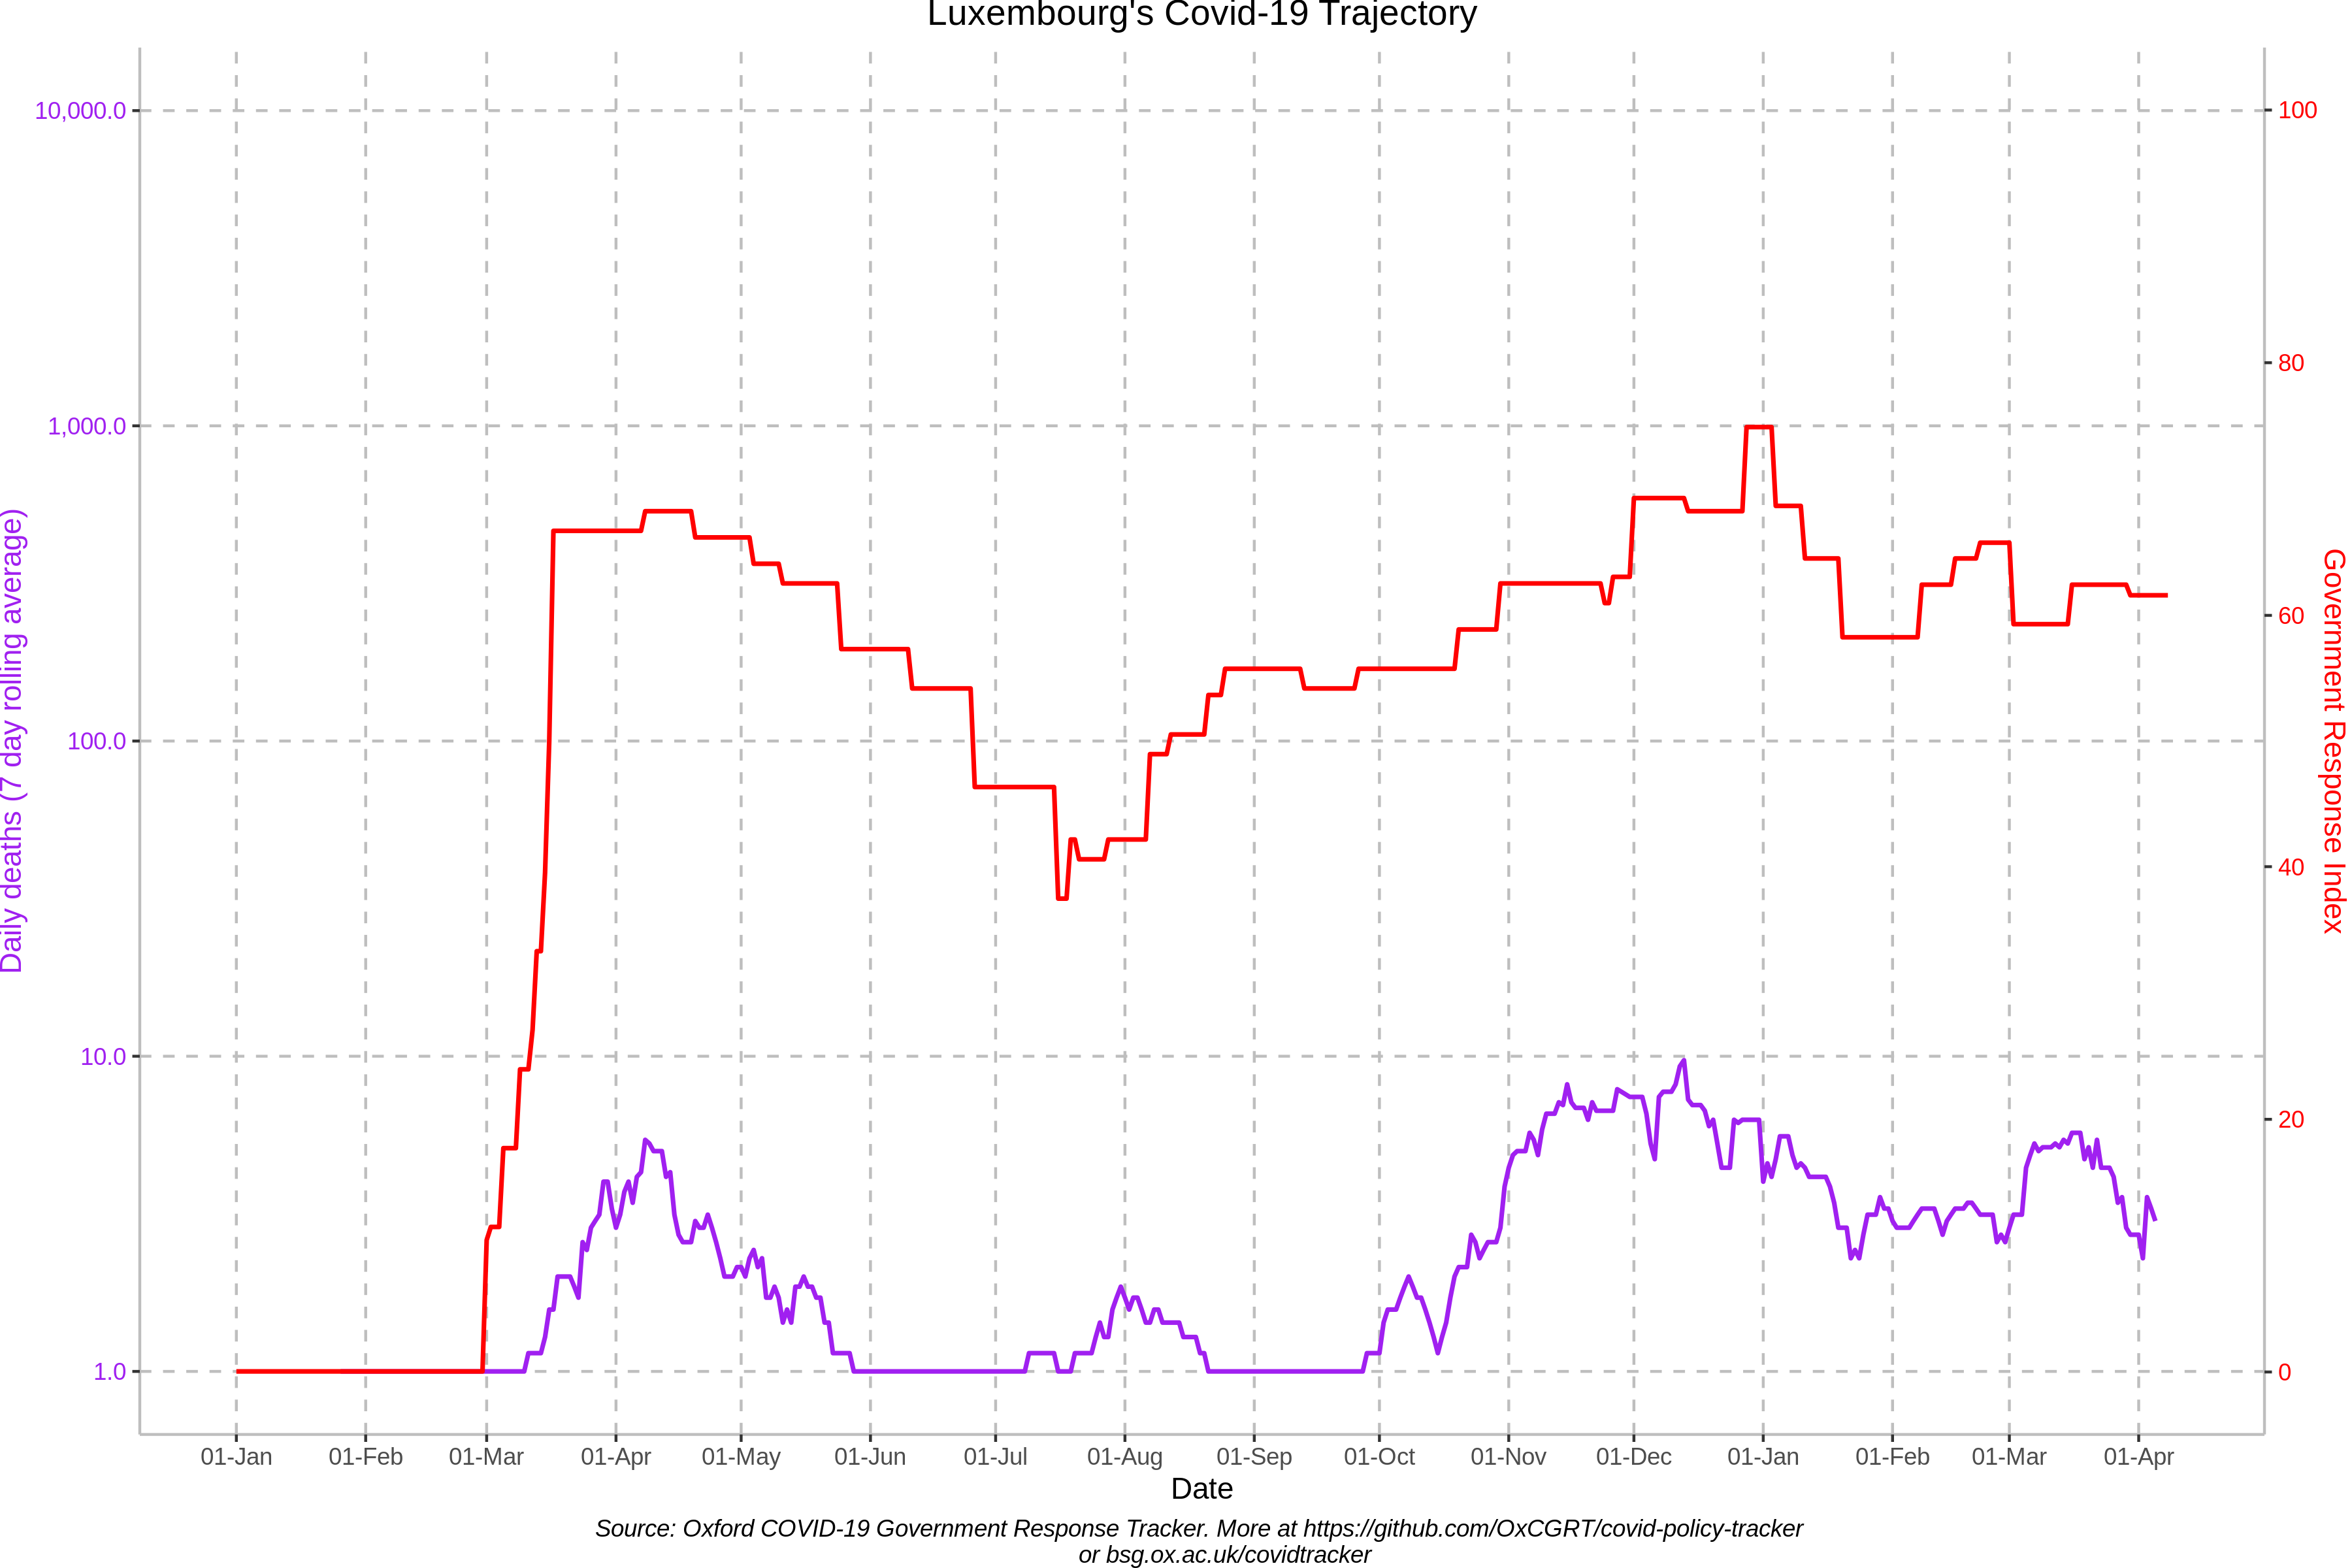 Luxembourg's Covid-19 Trajectory
10,000.0
1,000.0
100.0
10.0
1.0
Daily deaths (7 day rolling average)
100
80
60
40
20
0
Government Response Index
01-Jan 01-Feb 01-Mar 01-Apr 01-May 01-Jun 01-Jul 01-Aug 01-Sep 01-Oct 01-Nov 01-Dec 01-Jan 01-Feb 01-Mar 01-Apr
Date
Source: Oxford COVID-19 Government Response Tracker. More at https://github.com/OxCGRT/covid-policy-tracker
or bsg.ox.ac.uk/covidtracker